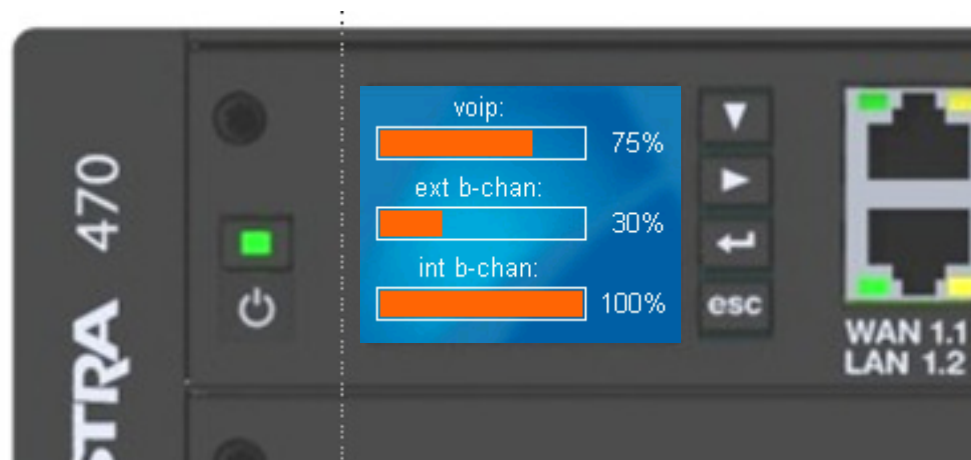 470
STRA
voip:
75%
ext b-chan:
30%
int b-chan:
100%
esc
WAN 1.1
LAN 1.2